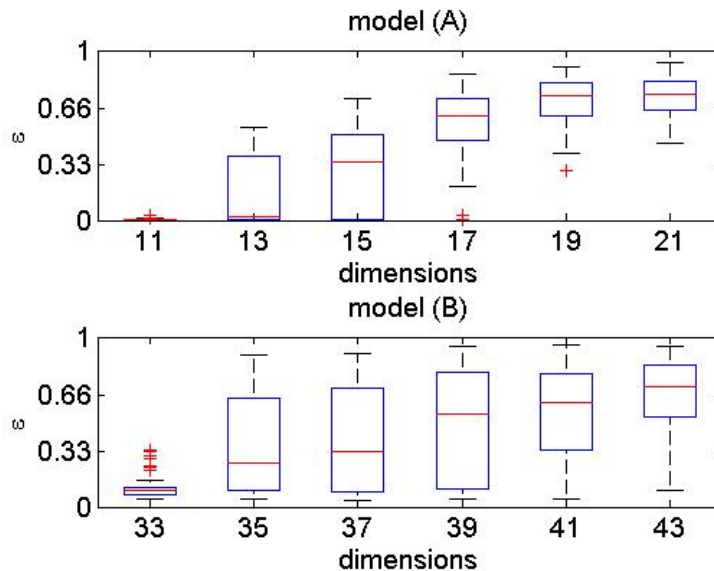 model (A)
1
0.66
0.33
0
ε
11 13 15 17 19 21
dimensions
model (B)
1
0.66
0.33
0
ε
33 35 37 39 41 43
dimensions